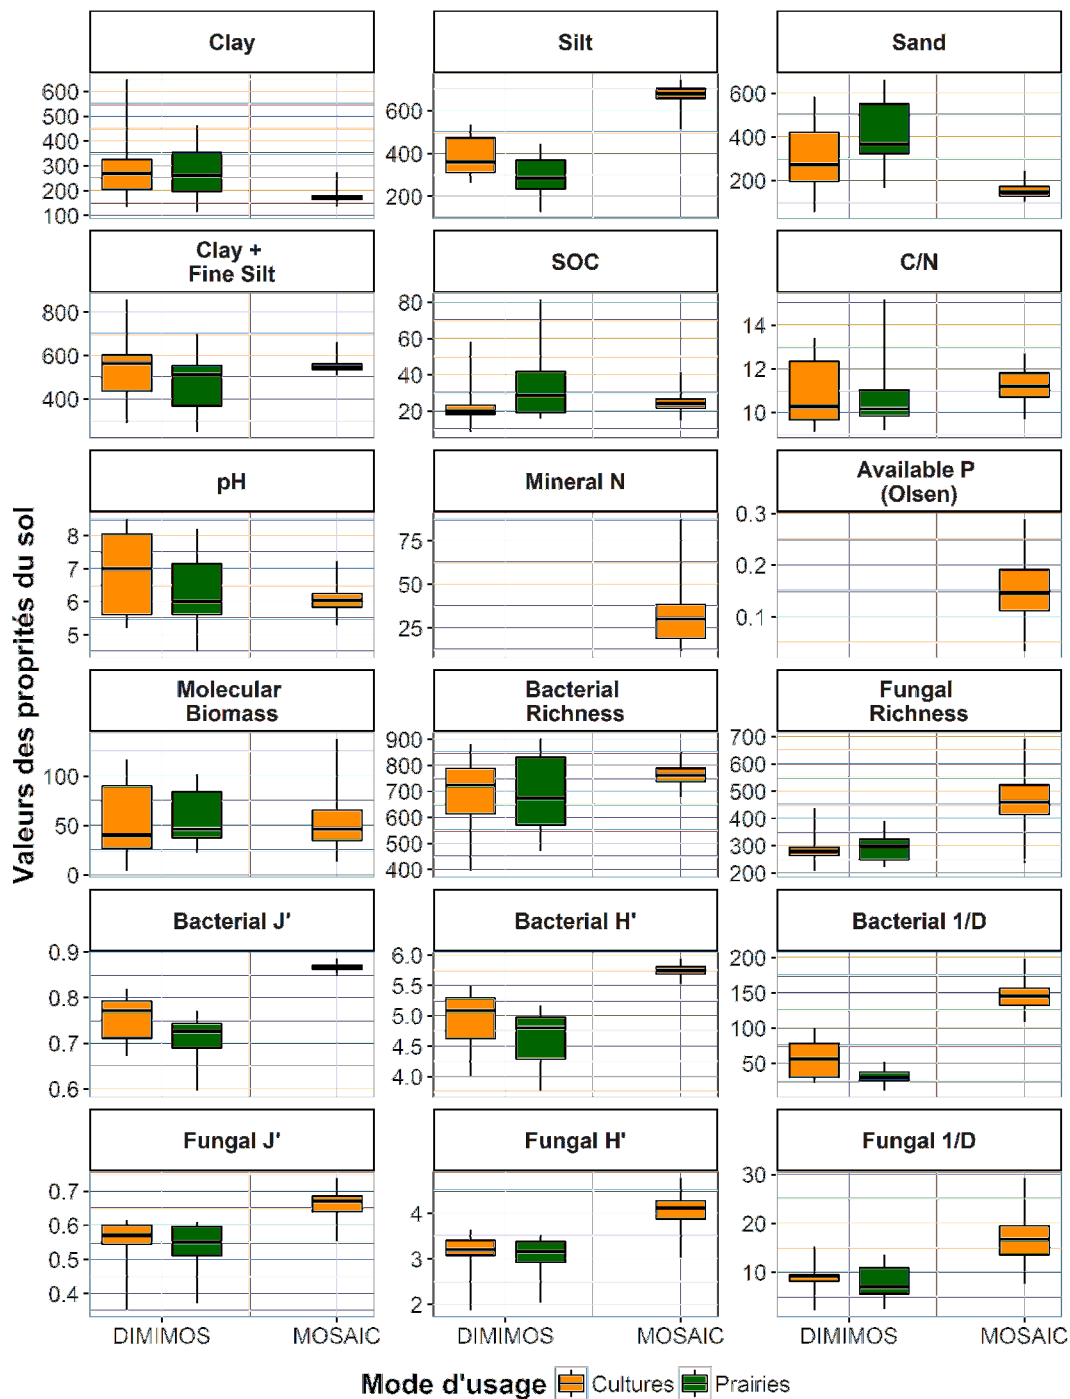 Valeurs des proprités du sol
Clay
Silt
Sand
600
500
400
300
200
100
600
400
200
600
400
200
Clay +
Fine Silt
SOC
C/N
800
600
400
80
60
40
20
14
12
10
pH
Mineral N
Available P
(Olsen)
8
7
6
5
75
50
25
0.3
0.2
0.1
Molecular
Biomass
Bacterial
Richness
Fungal
Richness
100
50
0
900
800
700
600
500
400
700
600
500
400
300
200
Bacterial J'
Bacterial H'
Bacterial 1/D
0.9
0.8
0.7
0.6
6.0
5.5
5.0
4.5
4.0
200
150
100
50
Fungal J'
Fungal H'
Fungal 1/D
0.7
0.6
0.5
0.4
4
3
2
30
20
10
DIMIMOS MOSAIC
DIMIMOS MOSAIC
DIMIMOS MOSAIC
Mode d'usage Cultures Prairies